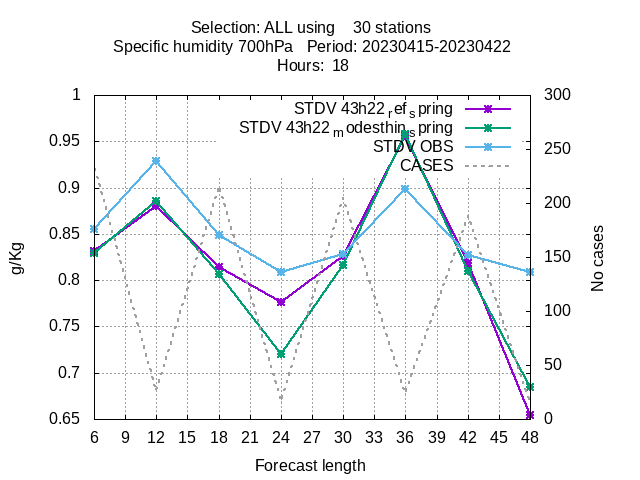 Selection: ALL using    30 stations
Specific humidity 700hPa   Period: 20230415-20230422
Hours:  18
STDV 43h22_ref_spring
STDV 43h22_modesthin_spring
STDV OBS
CASES
g/Kg
1
0.95
0.9
0.85
0.8
0.75
0.7
0.65
300
250
200
150
100
50
0
No cases
6 9 12 15 18 21 24 27 30 33 36 39 42 45 48
Forecast length